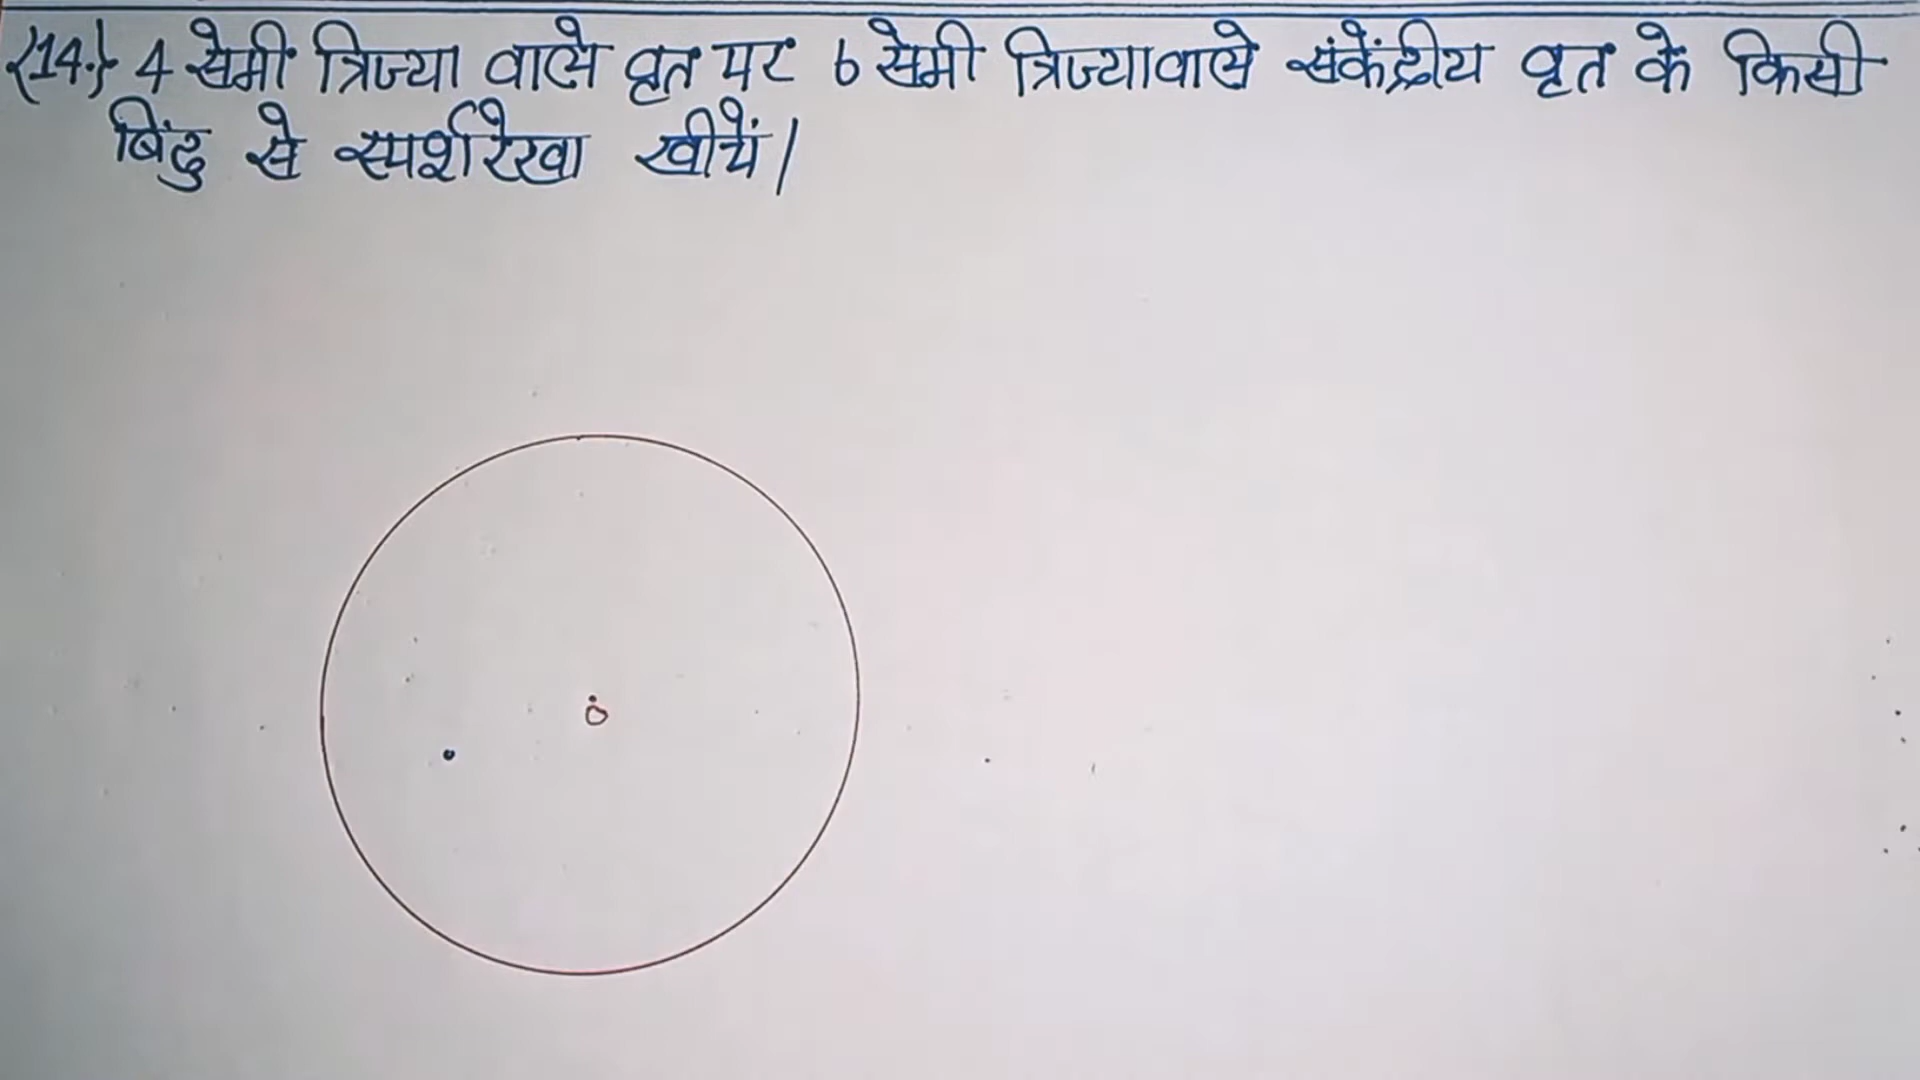 (14.) 4 सेमी त्रिज्या वाले वृत पर 6 सेमी त्रिज्यावाले संकेंद्रीय वृत के किसी
बिंदु से स्पर्शरेखा खीचें।
O